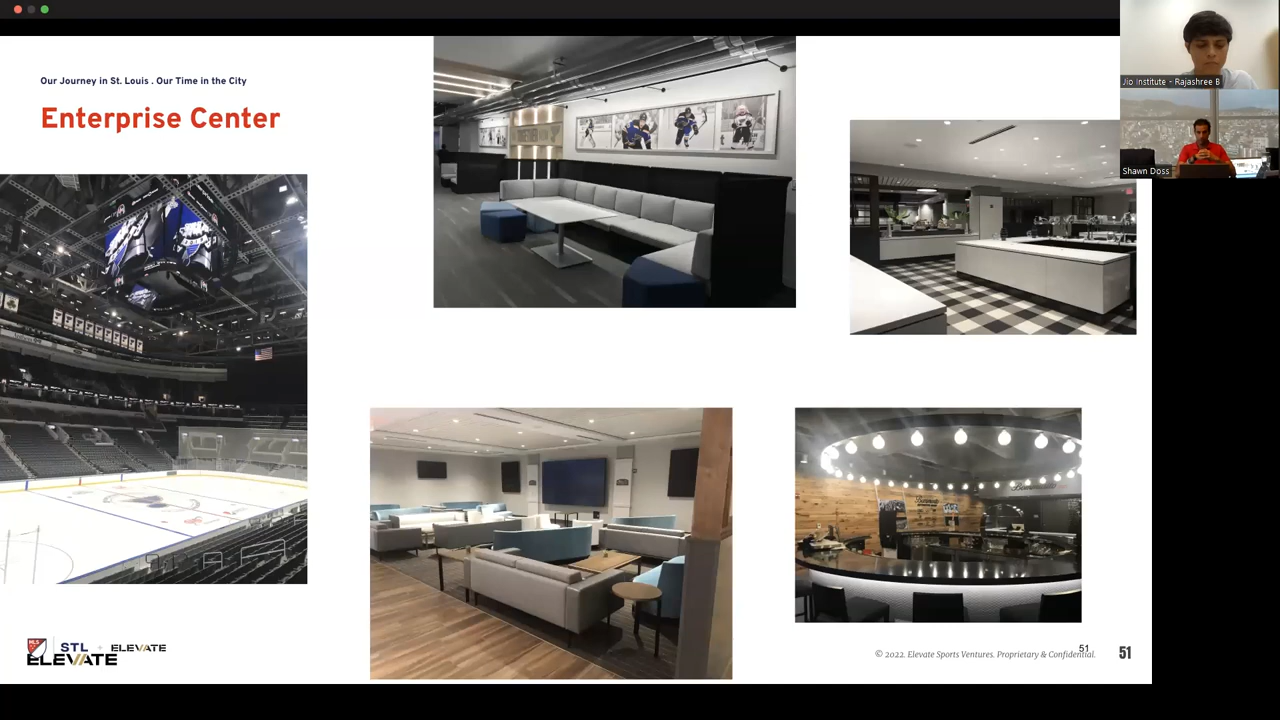 Our Journey in St. Louis . Our Time in the City
Enterprise Center
Jio Institute - Rajashree B
Shawn Doss
MLS
STL
ELEVATE
ELEVATE
© 2022. Elevate Sports Ventures. Proprietary & Confidential.
51
51